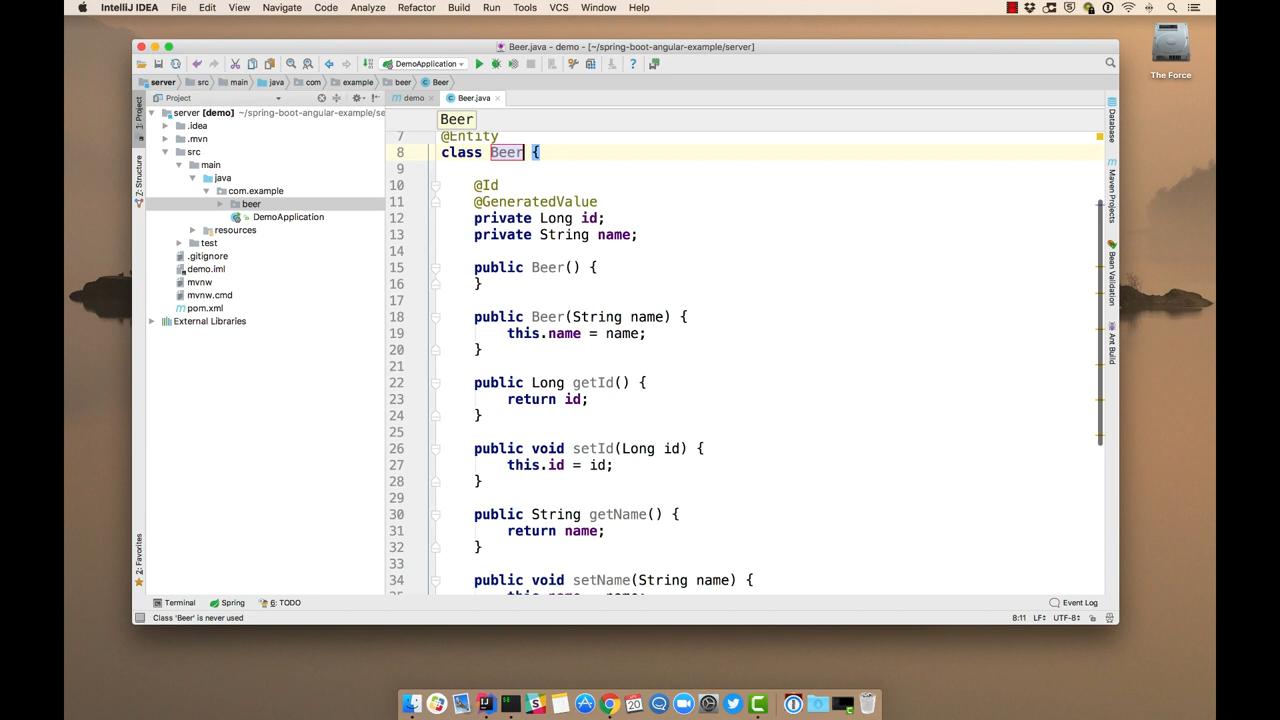 IntelliJ IDEA File Edit View Navigate Code Analyze Refactor Build Run Tools VCS Window Help
Beer.java - demo - [~/spring-boot-angular-example/server]
DemoApplication
server src main java com example beer Beer
Project
demo Beer.java
The Force
1: Project
Z: Structure
2: Favorites
server [demo] ~/spring-boot-angular-example/se
.idea
.mvn
src
main
java
com.example
beer
DemoApplication
resources
test
.gitignore
demo.iml
mvnw
mvnw.cmd
pom.xml
External Libraries
Beer
7 @Entity
8 class Beer {
9
10 @Id
11 @GeneratedValue
12 private Long id;
13 private String name;
14
15 public Beer() {
16 }
17
18 public Beer(String name) {
19 this.name = name;
20 }
21
22 public Long getId() {
23 return id;
24 }
25
26 public void setId(Long id) {
27 this.id = id;
28 }
29
30 public String getName() {
31 return name;
32 }
33
34 public void setName(String name) {
Database
Maven Projects
Bean Validation
Ant Build
Terminal Spring 6: TODO Event Log
Class 'Beer' is never used 8:11 LF UTF-8
20